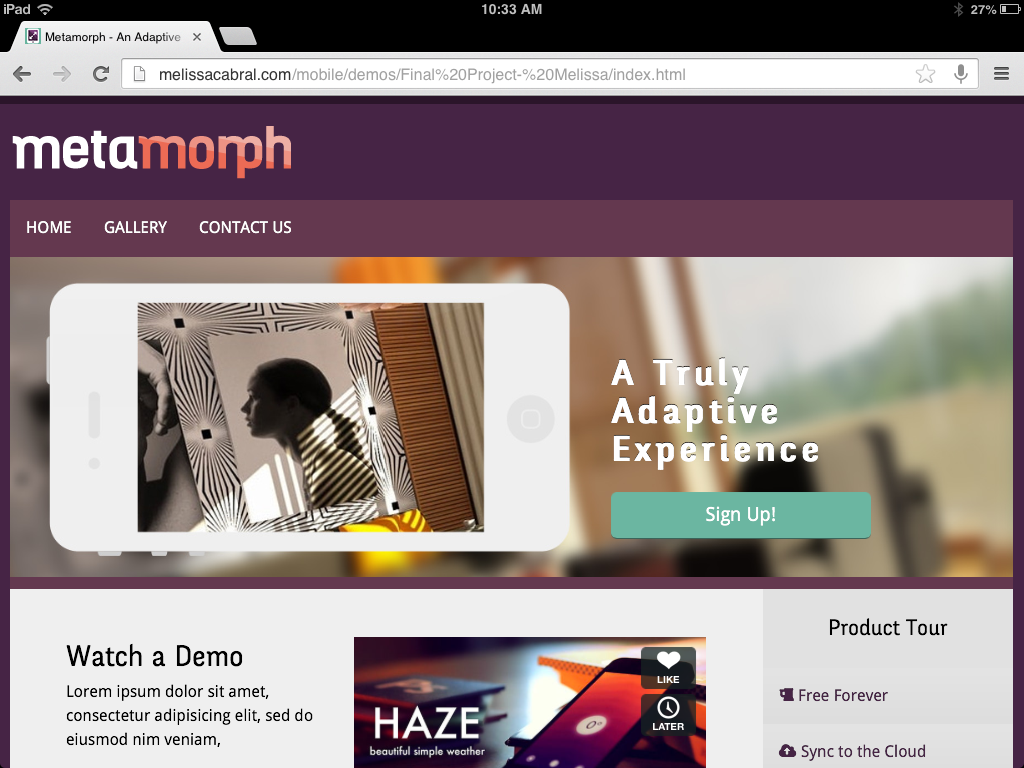 iPad 10:33 AM 27%
Metamorph - An Adaptive
melissacabral.com/mobile/demos/Final%20Project-%20Melissa/index.html
metamorph
HOME GALLERY CONTACT US
A Truly
Adaptive
Experience
Sign Up!
Watch a Demo
Lorem ipsum dolor sit amet,
consectetur adipisicing elit, sed do
eiusmod nim veniam,
LIKE
LATER
HAZE
beautiful simple weather
Product Tour
Free Forever
Sync to the Cloud